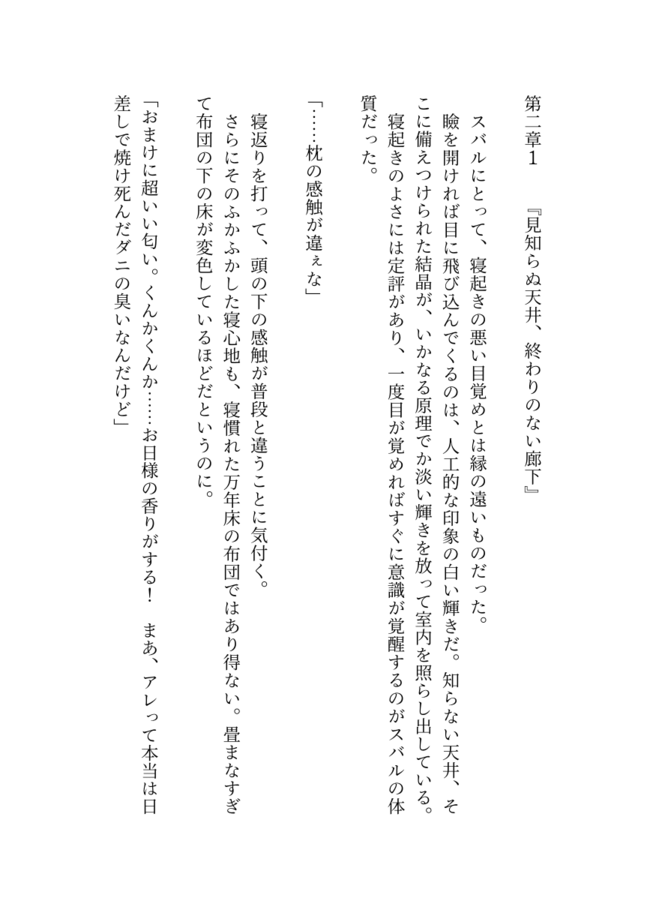 第二章1　　『見知らぬ天井、終わりのない廊下』
　スバルにとって、寝起きの悪い目覚めとは縁の遠いものだった。
　瞼を開ければ目に飛び込んでくるのは、人工的な印象の白い輝きだ。知らない天井、そ
こに備えつけられた結晶が、いかなる原理でか淡い輝きを放って室内を照らし出している。
　寝起きのよさには定評があり、一度目が覚めればすぐに意識が覚醒するのがスバルの体
質だった。
「……枕の感触が違ぇな」
　寝返りを打って、頭の下の感触が普段と違うことに気付く。
　さらにそのふかふかした寝心地も、寝慣れた万年床の布団ではあり得ない。畳まなすぎ
て布団の下の床が変色しているほどだというのに。
「おまけに超いい匂い。くんかくんか……お日様の香りがする！　まあ、アレって本当は日
差しで焼け死んだダニの臭いなんだけど」